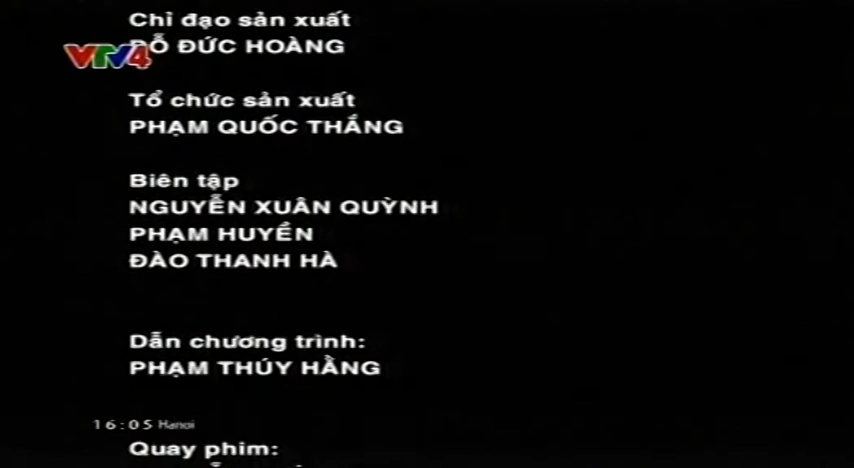 Chỉ đạo sản xuất
ĐỖ ĐỨC HOÀNG
VTV4
Tổ chức sản xuất
PHẠM QUỐC THẮNG
Biên tập
NGUYỄN XUÂN QUỲNH
PHẠM HUYỀN
ĐÀO THANH HÀ
Dẫn chương trình:
PHẠM THÚY HẰNG
16:05 Hanoi
Quay phim: